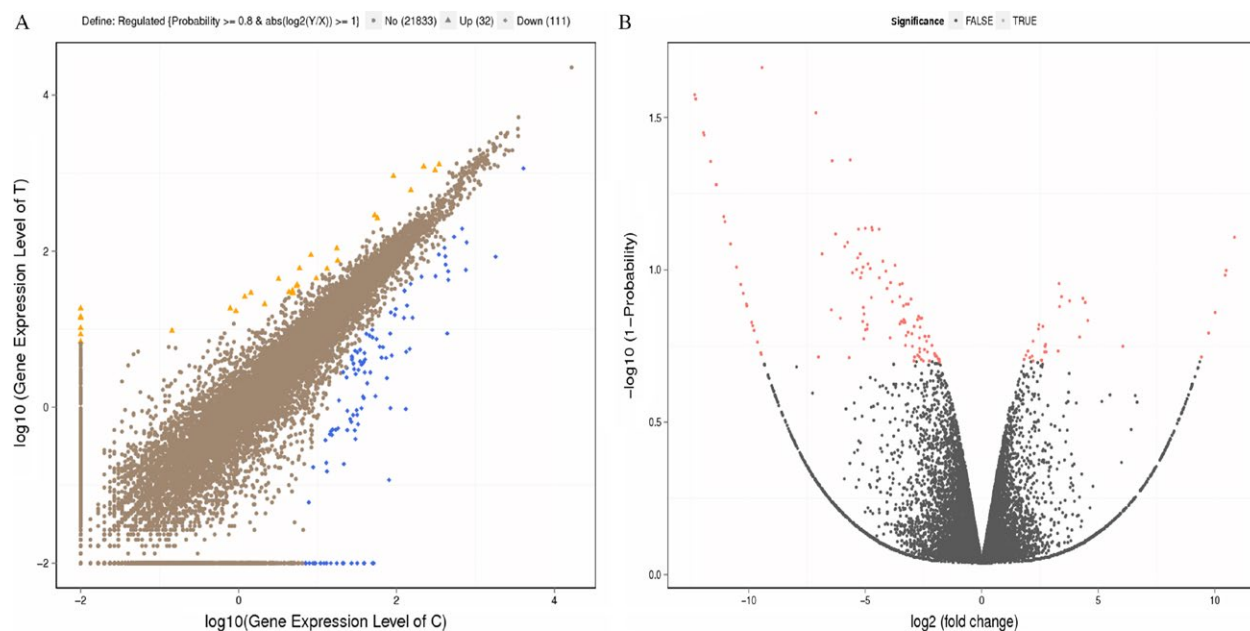 A
Define: Regulated {Probability >= 0.8 & abs(log2(Y/X)) >= 1] No (21833) Up (32) Down (111)
4
2
0
−2
log10 (Gene Expression Level of T)
−2 0 2 4
log10(Gene Expression Level of C)
B
Significance FALSE TRUE
1.5
1.0
0.5
0.0
−log10 (1−Probability)
−10 −5 0 5 10
log2 (fold change)